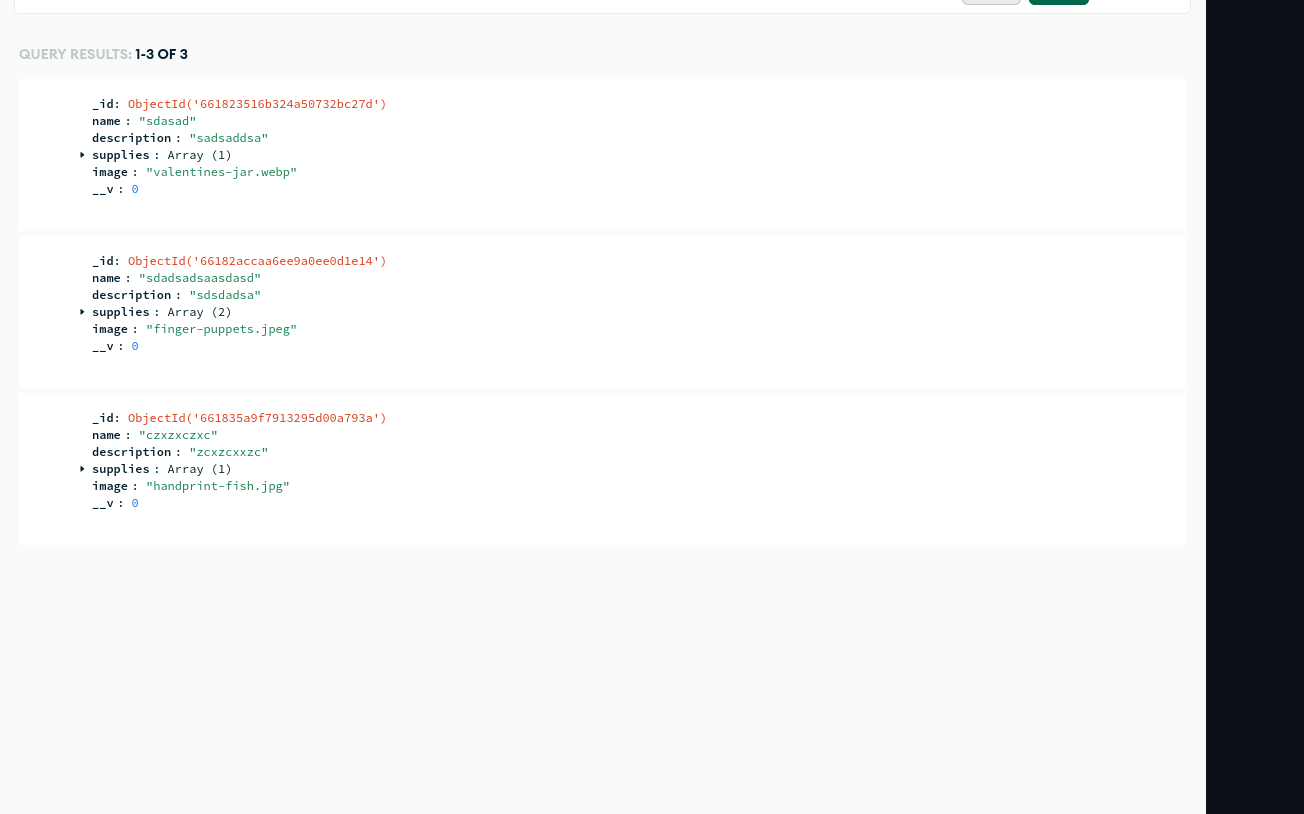 QUERY RESULTS: 1-3 OF 3
_id: ObjectId('661823516b324a50732bc27d')
name : "sdasad"
description : "sadsaddsa"
supplies : Array (1)
image : "valentines-jar.webp"
__v : 0
_id: ObjectId('66182accaa6ee9a0ee0d1e14')
name : "sdadsadsaasdasd"
description : "sdsdadsa"
supplies : Array (2)
image : "finger-puppets.jpeg"
__v : 0
_id: ObjectId('661835a9f7913295d00a793a')
name : "czxzxczxc"
description : "zcxzcxxzc"
supplies : Array (1)
image : "handprint-fish.jpg"
__v : 0